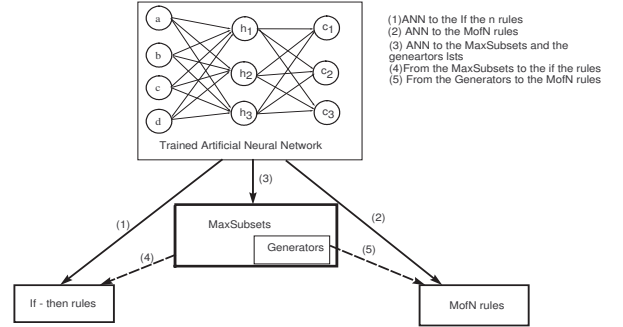 a
b
c
d
h1
h2
h3
c1
c2
c3
Trained Artificial Neural Network
(1)ANN to the If the n rules
(2) ANN to the MofN rules
(3) ANN to the MaxSubsets and the
geneartors lsts
(4)From the MaxSubsets to the if the rules
(5) From the Generators to the MofN rules
(3)
(1)
(2)
MaxSubsets
Generators
(4)
(5)
If - then rules
MofN rules